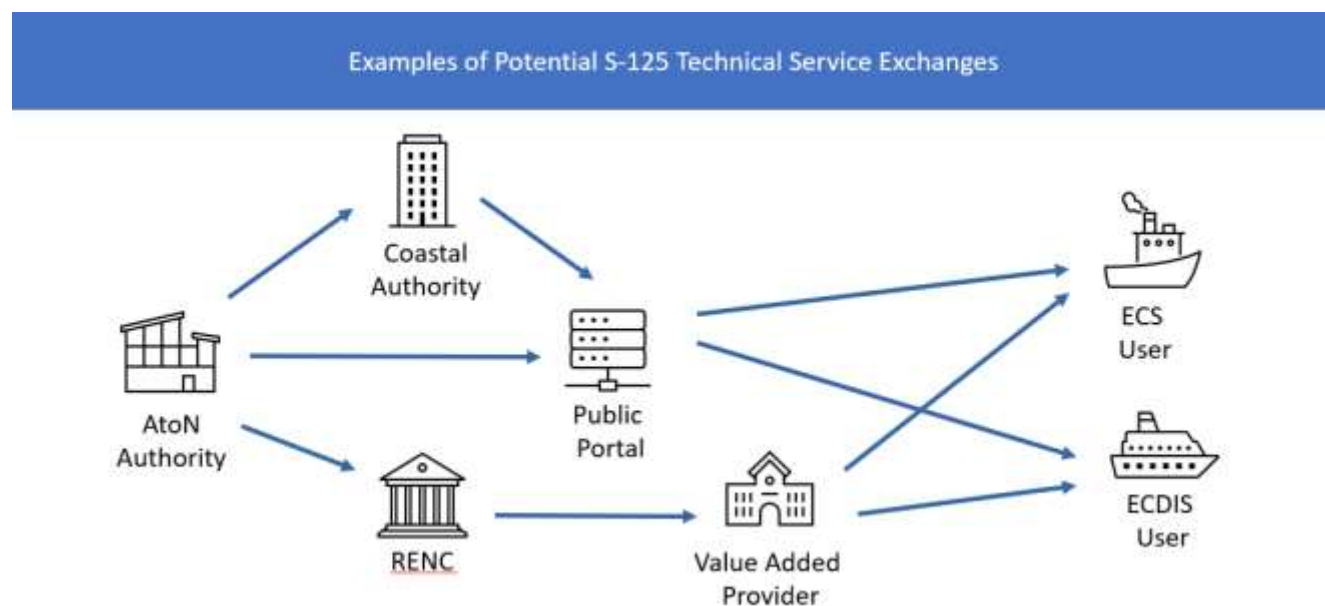 Examples of Potential S-125 Technical Service Exchanges
Coastal
Authority
ECS
User
Public
Portal
AtoN
Authority
ECDIS
User
RENC
Value Added
Provider